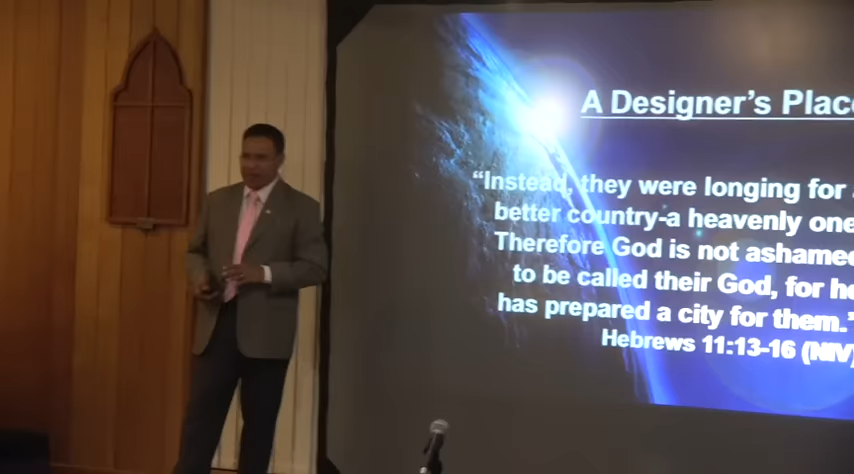 A Designer's Place
"Instead, they were longing for a
better country-a heavenly one.
Therefore God is not ashamed
to be called their God, for he
has prepared a city for them."
Hebrews 11:13-16 (NIV)